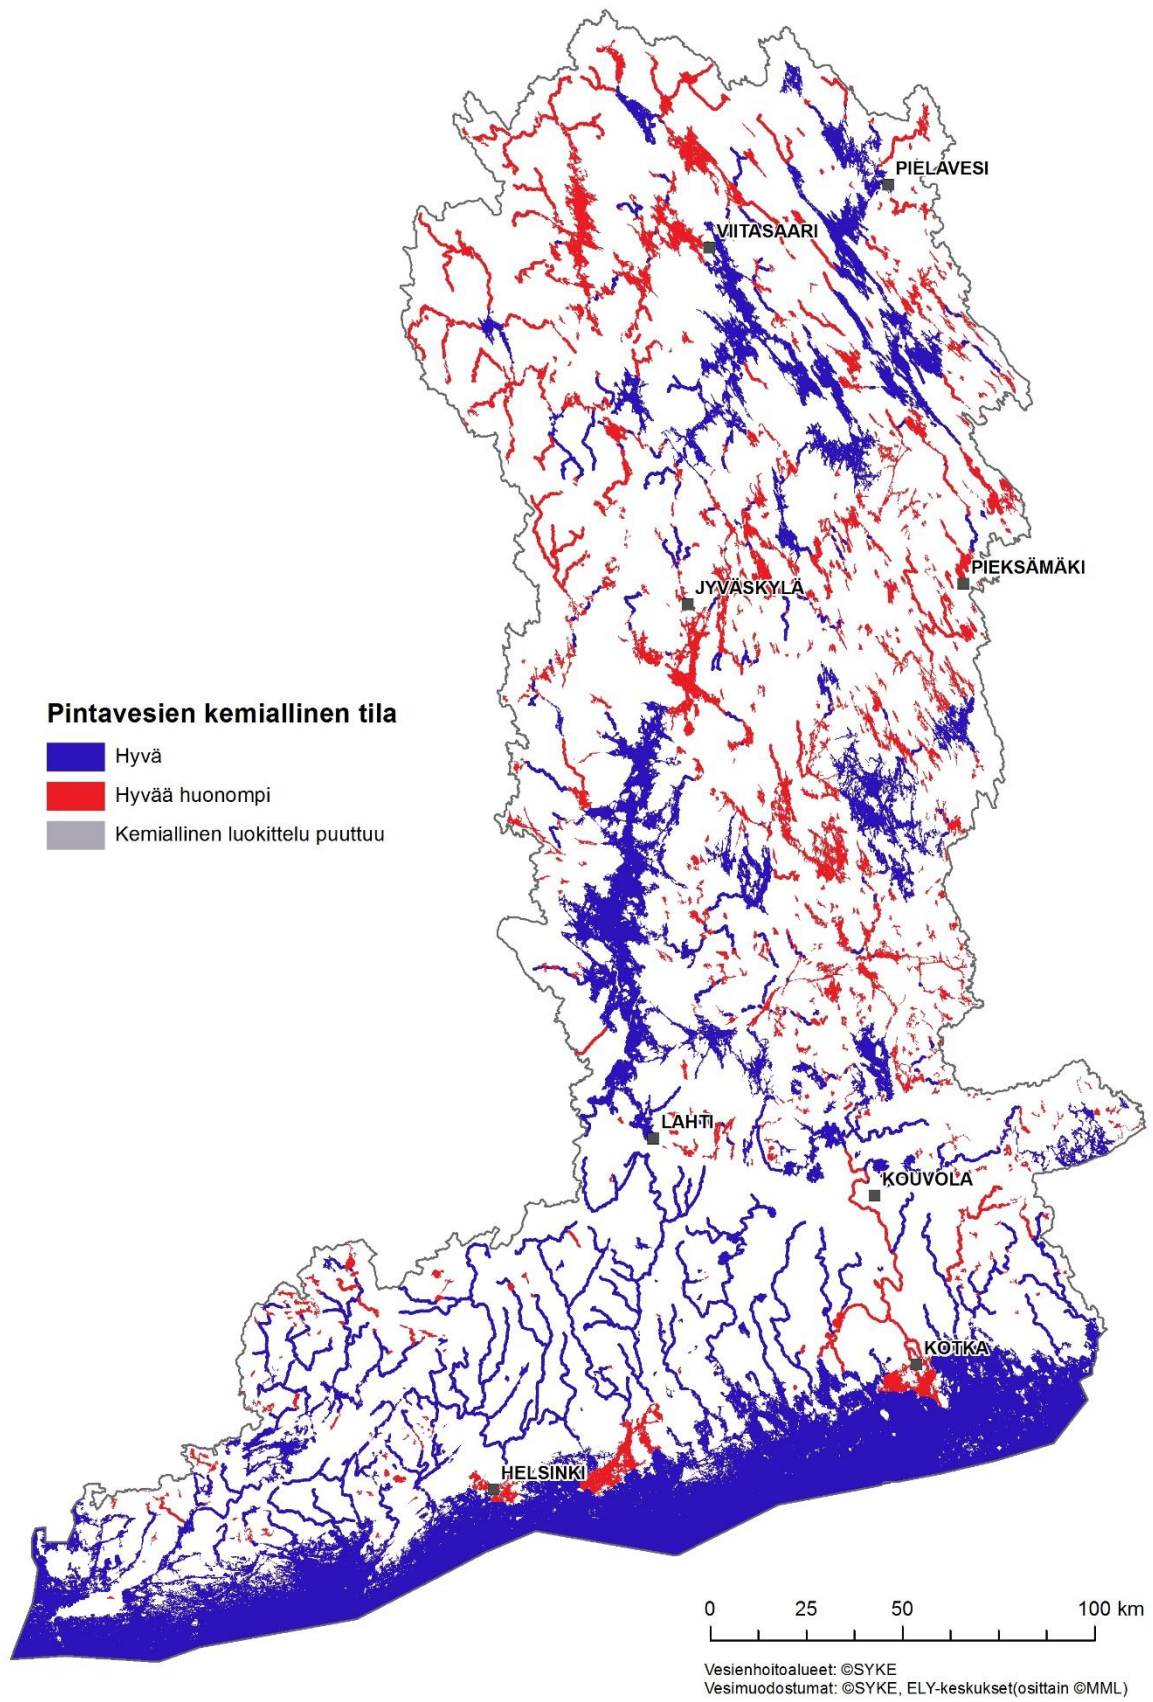 PIELAVESI
VIITASAARI
PIEKSÄMÄKI
JYVÄSKYLÄ
Pintavesien kemiallinen tila
Hyvä
Hyvää huonompi
Kemiallinen luokittelu puuttuu
LAHTI
KOUVOLA
KOTKA
HELSINKI
0 25 50 100 km
Vesienhoitoalueet: ©SYKE
Vesimuodostumat: ©SYKE, ELY-keskukset(osittain ©MML)